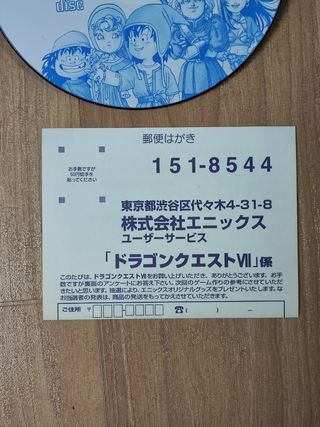 disc
郵便はがき
お手数ですが
50円切手を
貼ってください
151-8544
東京都渋谷区代々木4-31-8
株式会社エニックス
ユーザーサービス
「ドラゴンクエストⅦ」係
このたびは、ドラゴンクエストⅦをお買い上げいただき、ありがとうございます。お手
数ですが裏面のアンケートにお答え下さい。次回のゲーム作りの参考にさせていただ
きたいと思います。抽選により、エニックスオリジナルグッズをプレゼントいたします。な
お当選者の発表は、商品の発送をもってかえさせていただきます。
ご住所 〒 - ☎( ) -